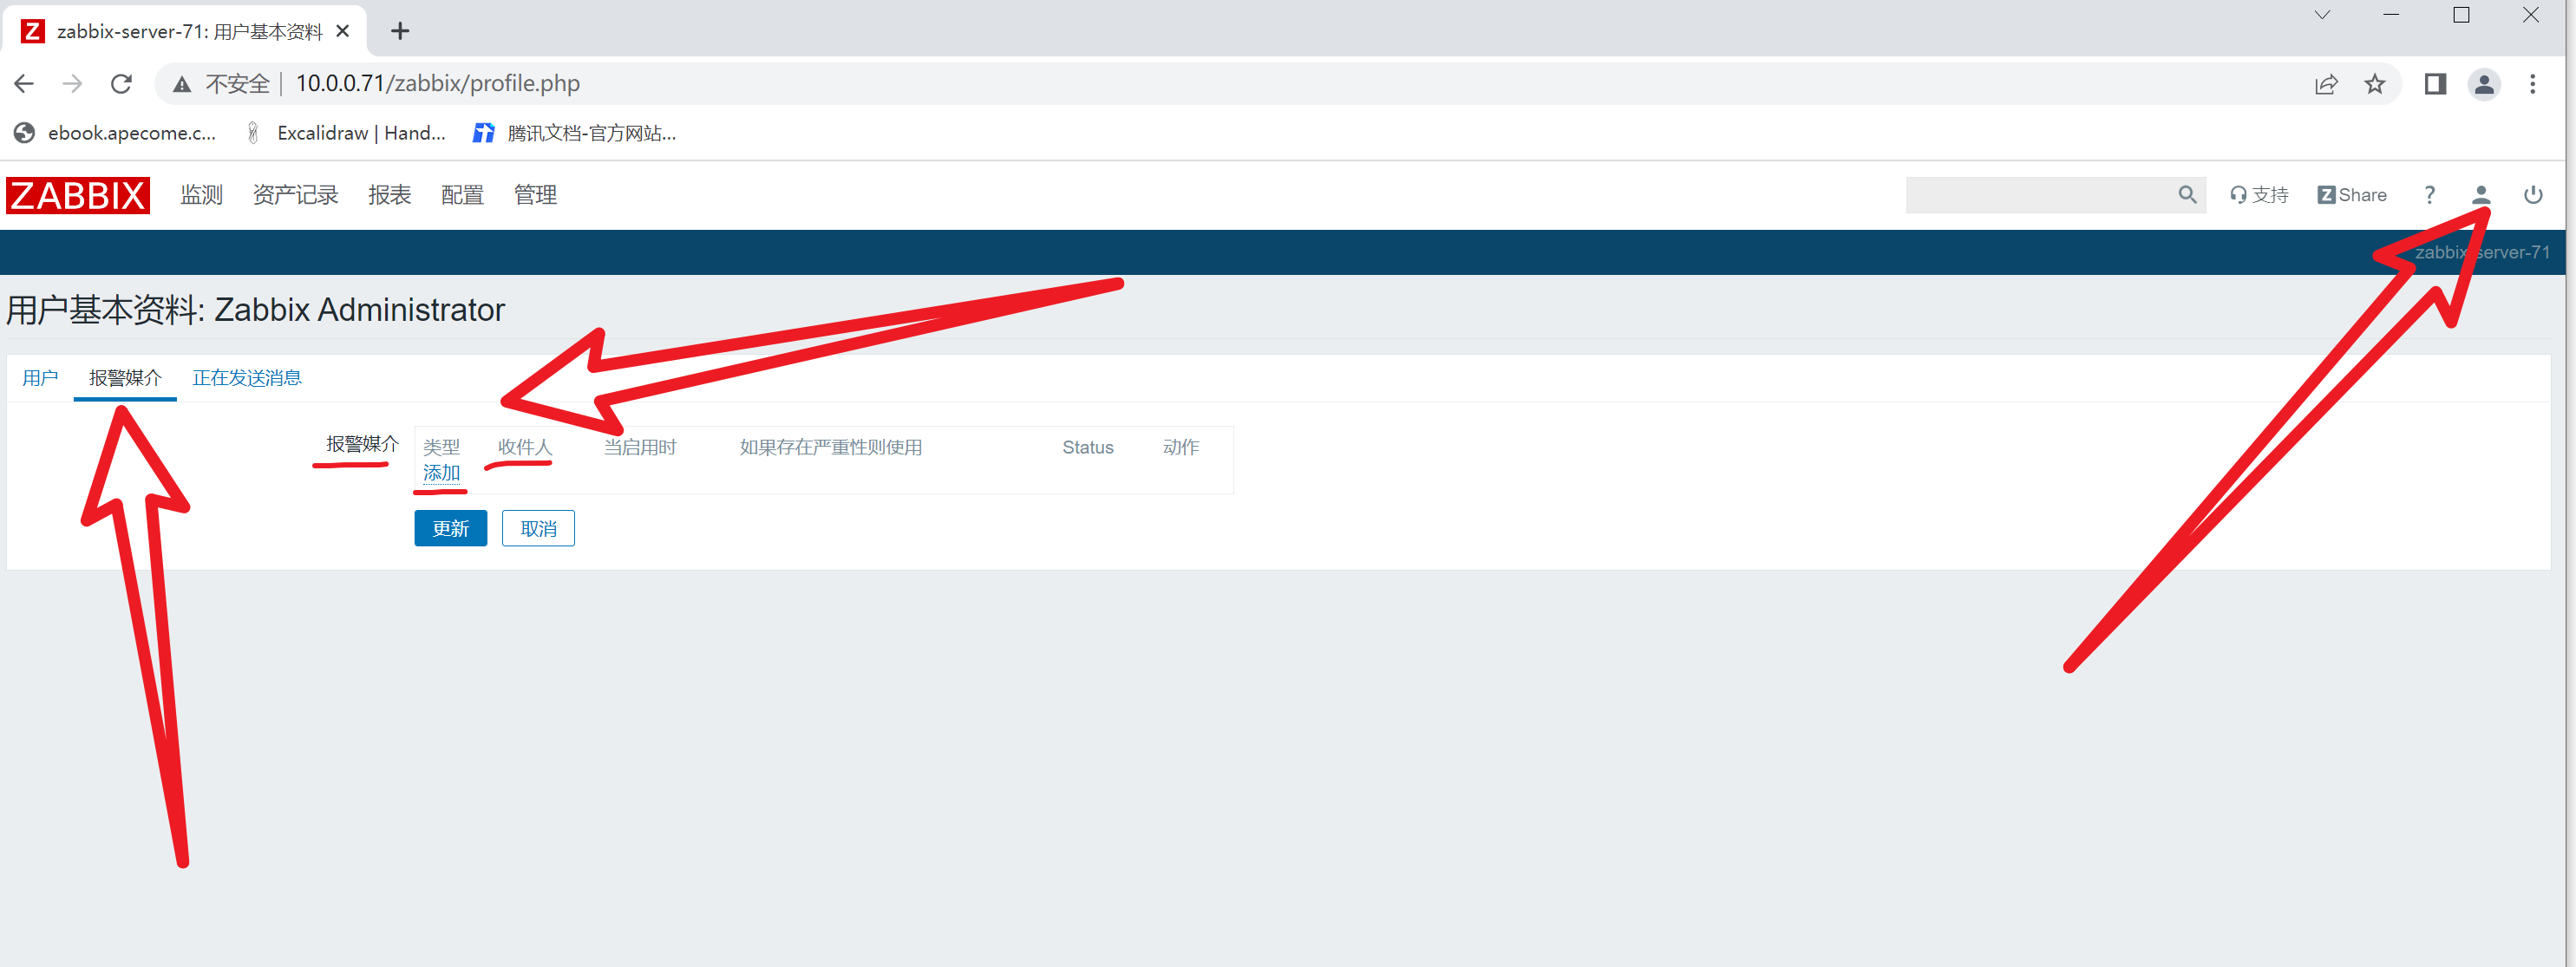 Z zabbix-server-71: 用户基本资料
不安全 | 10.0.0.71/zabbix/profile.php
ebook.apecome.c... Excalidraw | Hand... 腾讯文档-官方网站...
ZABBIX 监测 资产记录 报表 配置 管理 支持 Z Share ?
zabbix-server-71
用户基本资料: Zabbix Administrator
用户 报警媒介 正在发送消息
报警媒介 类型 收件人 当启用时 如果存在严重性则使用 Status 动作
添加
更新 取消